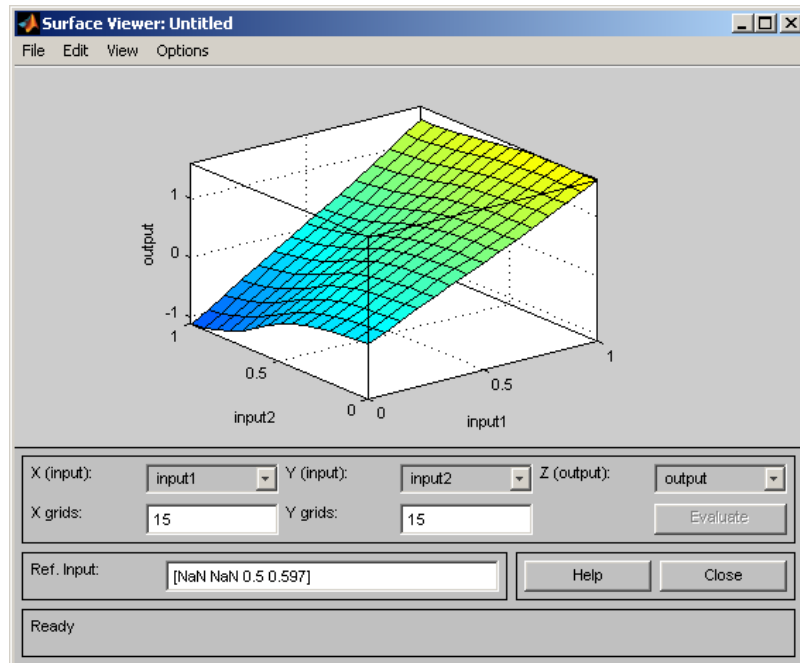 Surface Viewer: Untitled
File Edit View Options
1
0
-1
output
1
0.5
0
input2
0
0.5
1
input1
X (input): input1 Y (input): input2 Z (output): output
X grids: 15 Y grids: 15 Evaluate
Ref. Input: [NaN NaN 0.5 0.597] Help Close
Ready